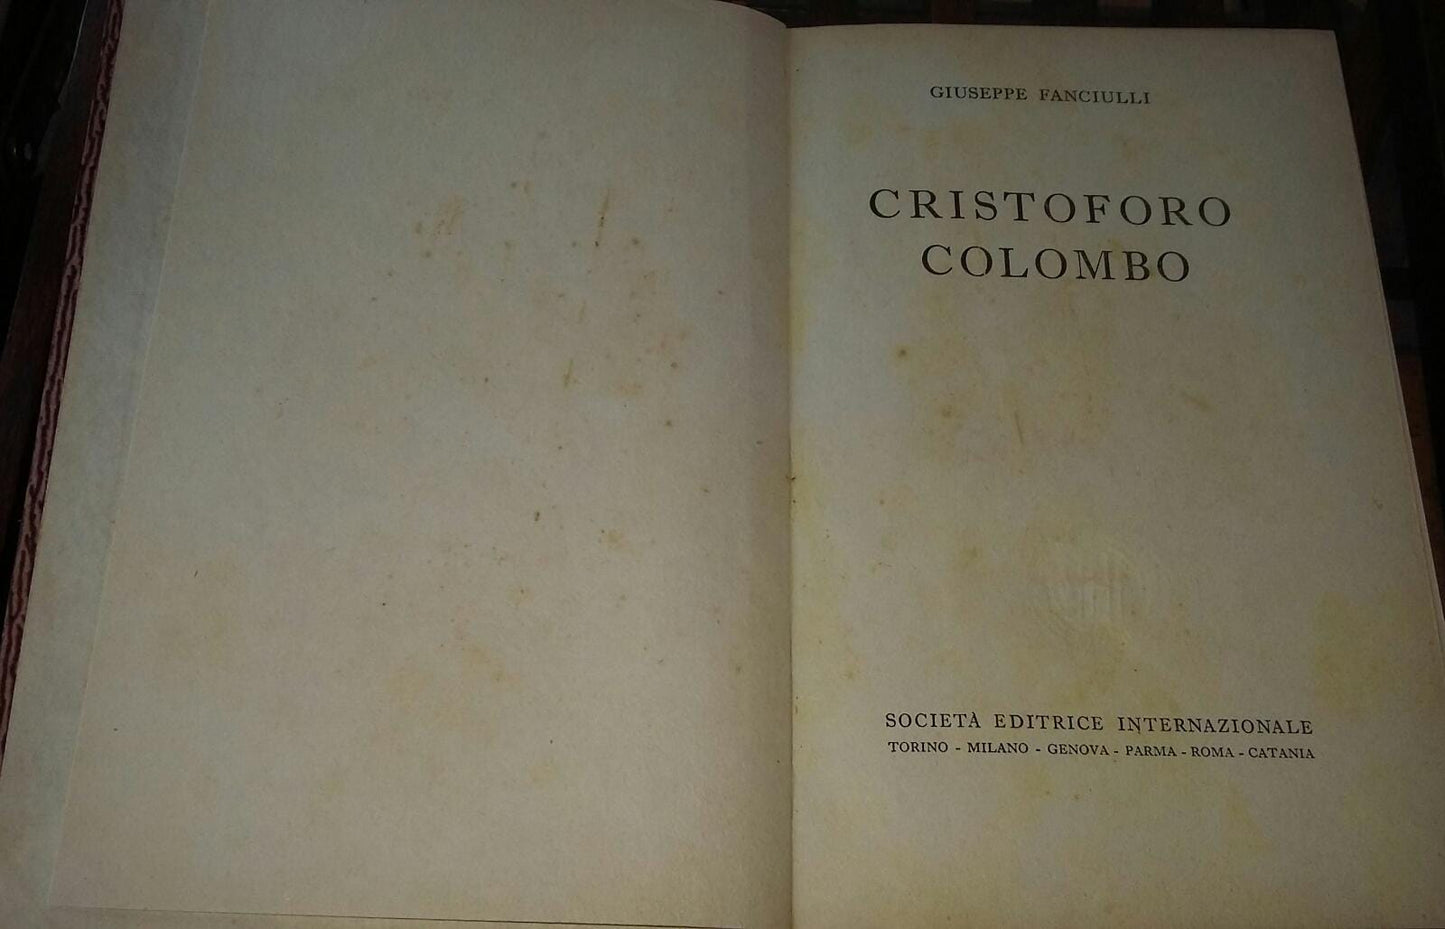 GIUSEPPE FANCIULLI
CRISTOFORO
COLOMBO
SOCIETÀ EDITRICE INTERNAZIONALE
TORINO - MILANO - GENOVA - PARMA - ROMA - CATANIA